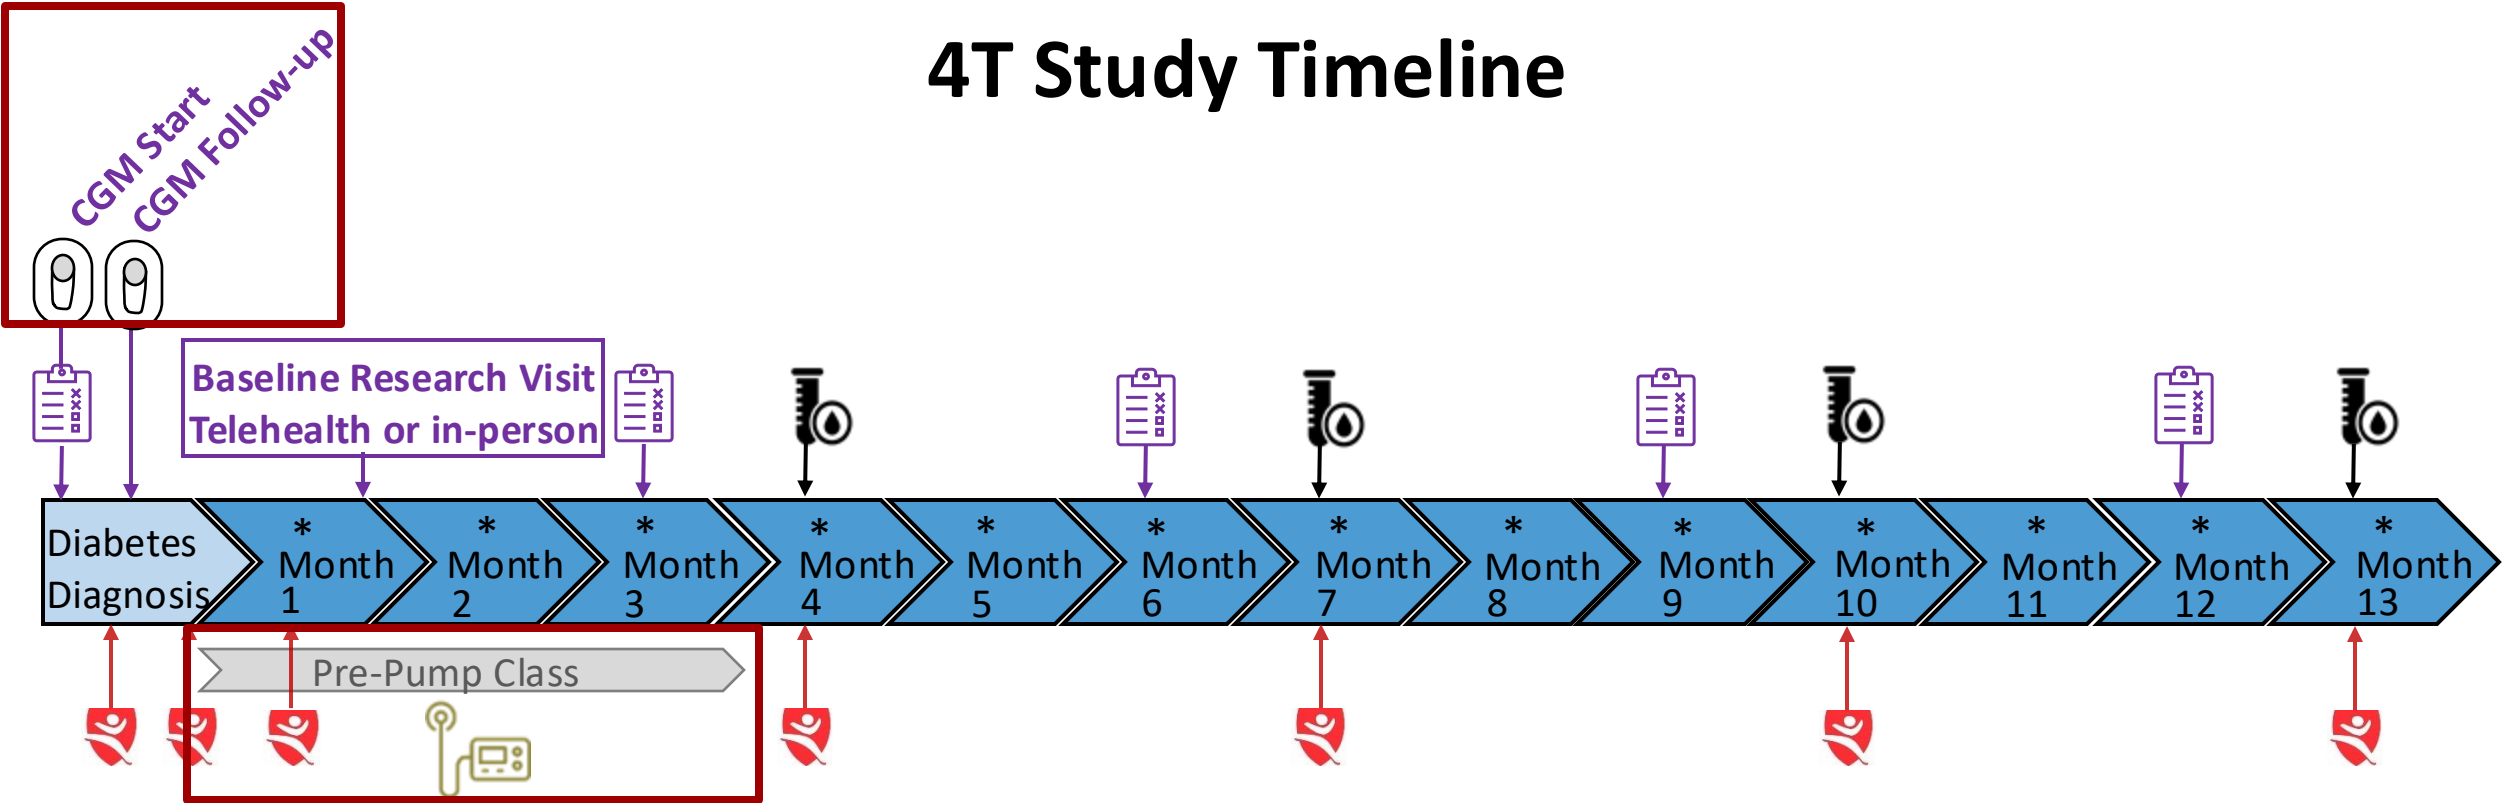 4T Study Timeline
CGM Start
CGM Follow-up
Baseline Research Visit
Telehealth or in-person
Diabetes
Diagnosis
*
Month
1
*
Month
2
*
Month
3
*
Month
4
*
Month
5
*
Month
6
*
Month
7
*
Month
8
*
Month
9
*
Month
10
*
Month
11
*
Month
12
*
Month
13
Pre-Pump Class